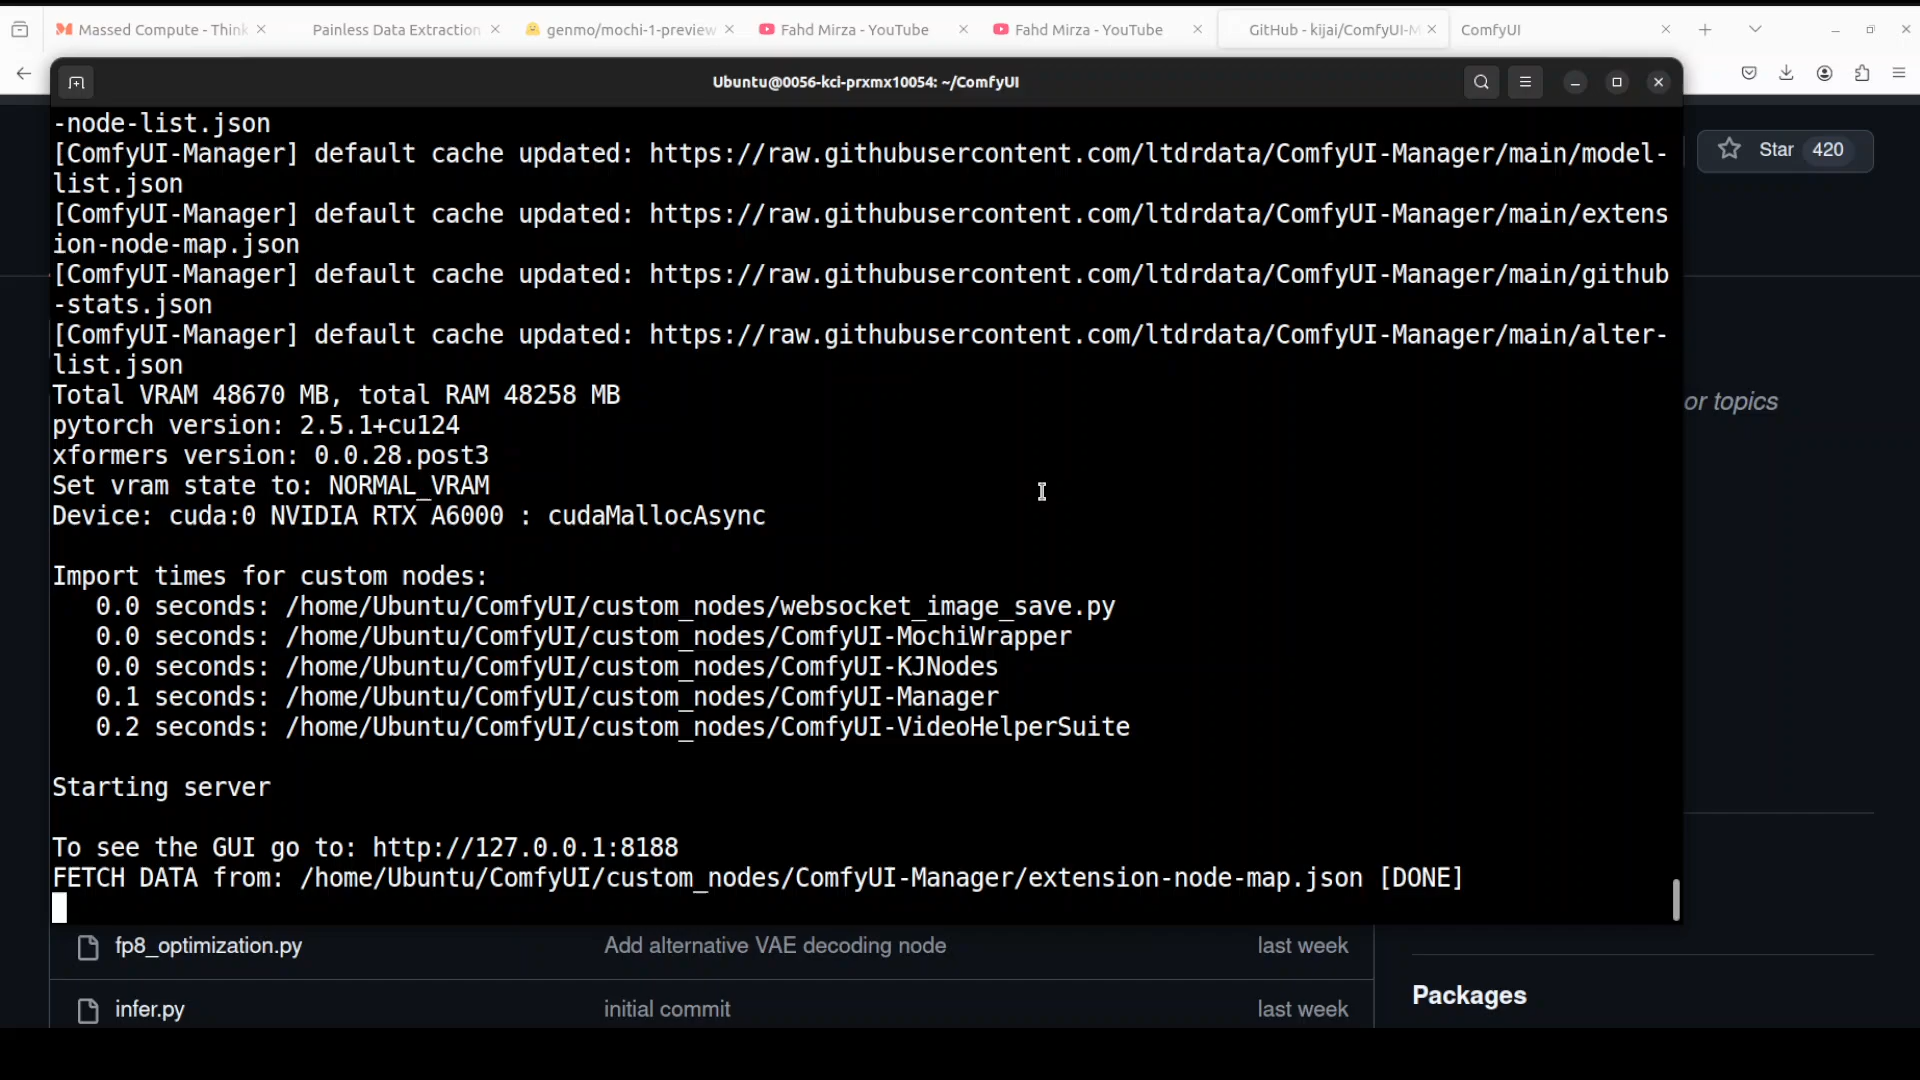 Massed Compute - Think
Painless Data Extraction
genmo/mochi-1-preview
Fahd Mirza - YouTube
Fahd Mirza - YouTube
GitHub - kijai/ComfyUI-M
ComfyUI
Ubuntu@0056-kci-prxmx10054: ~/ComfyUI
-node-list.json
[ComfyUI-Manager] default cache updated: https://raw.githubusercontent.com/ltdrdata/ComfyUI-Manager/main/model-
list.json
[ComfyUI-Manager] default cache updated: https://raw.githubusercontent.com/ltdrdata/ComfyUI-Manager/main/extens
ion-node-map.json
[ComfyUI-Manager] default cache updated: https://raw.githubusercontent.com/ltdrdata/ComfyUI-Manager/main/github
-stats.json
[ComfyUI-Manager] default cache updated: https://raw.githubusercontent.com/ltdrdata/ComfyUI-Manager/main/alter-
list.json
Total VRAM 48670 MB, total RAM 48258 MB
pytorch version: 2.5.1+cu124
xformers version: 0.0.28.post3
Set vram state to: NORMAL_VRAM
Device: cuda:0 NVIDIA RTX A6000 : cudaMallocAsync
Import times for custom nodes:
0.0 seconds: /home/Ubuntu/ComfyUI/custom_nodes/websocket_image_save.py
0.0 seconds: /home/Ubuntu/ComfyUI/custom_nodes/ComfyUI-MochiWrapper
0.0 seconds: /home/Ubuntu/ComfyUI/custom_nodes/ComfyUI-KJNodes
0.1 seconds: /home/Ubuntu/ComfyUI/custom_nodes/ComfyUI-Manager
0.2 seconds: /home/Ubuntu/ComfyUI/custom_nodes/ComfyUI-VideoHelperSuite
Starting server
To see the GUI go to: http://127.0.0.1:8188
FETCH DATA from: /home/Ubuntu/ComfyUI/custom_nodes/ComfyUI-Manager/extension-node-map.json [DONE]
Star 420
or topics
fp8_optimization.py Add alternative VAE decoding node last week
infer.py initial commit last week
Packages